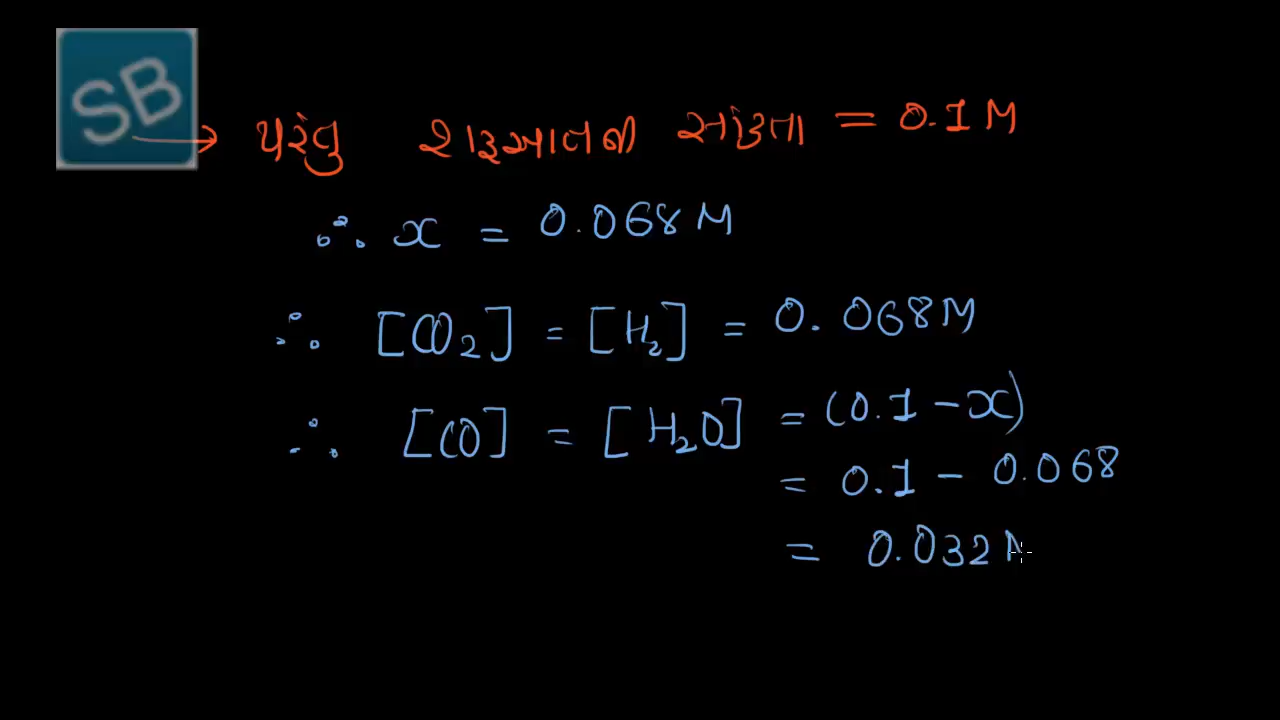 SB
→ પરંતુ શરૂઆતની સાંદ્રતા = 0.1 M
∴ x = 0.068 M
∴ [CO₂] = [H₂] = 0.068 M
∴ [CO] = [H₂O] = (0.1 − x)
= 0.1 − 0.068
= 0.032 M